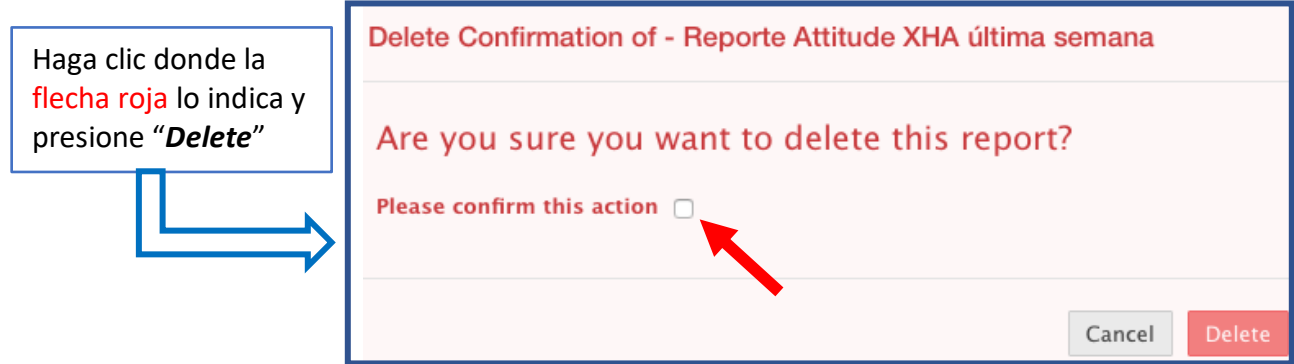 Haga clic donde la
flecha roja lo indica y
presione “Delete”
Delete Confirmation of - Reporte Attitude XHA última semana
Are you sure you want to delete this report?
Please confirm this action
Cancel
Delete